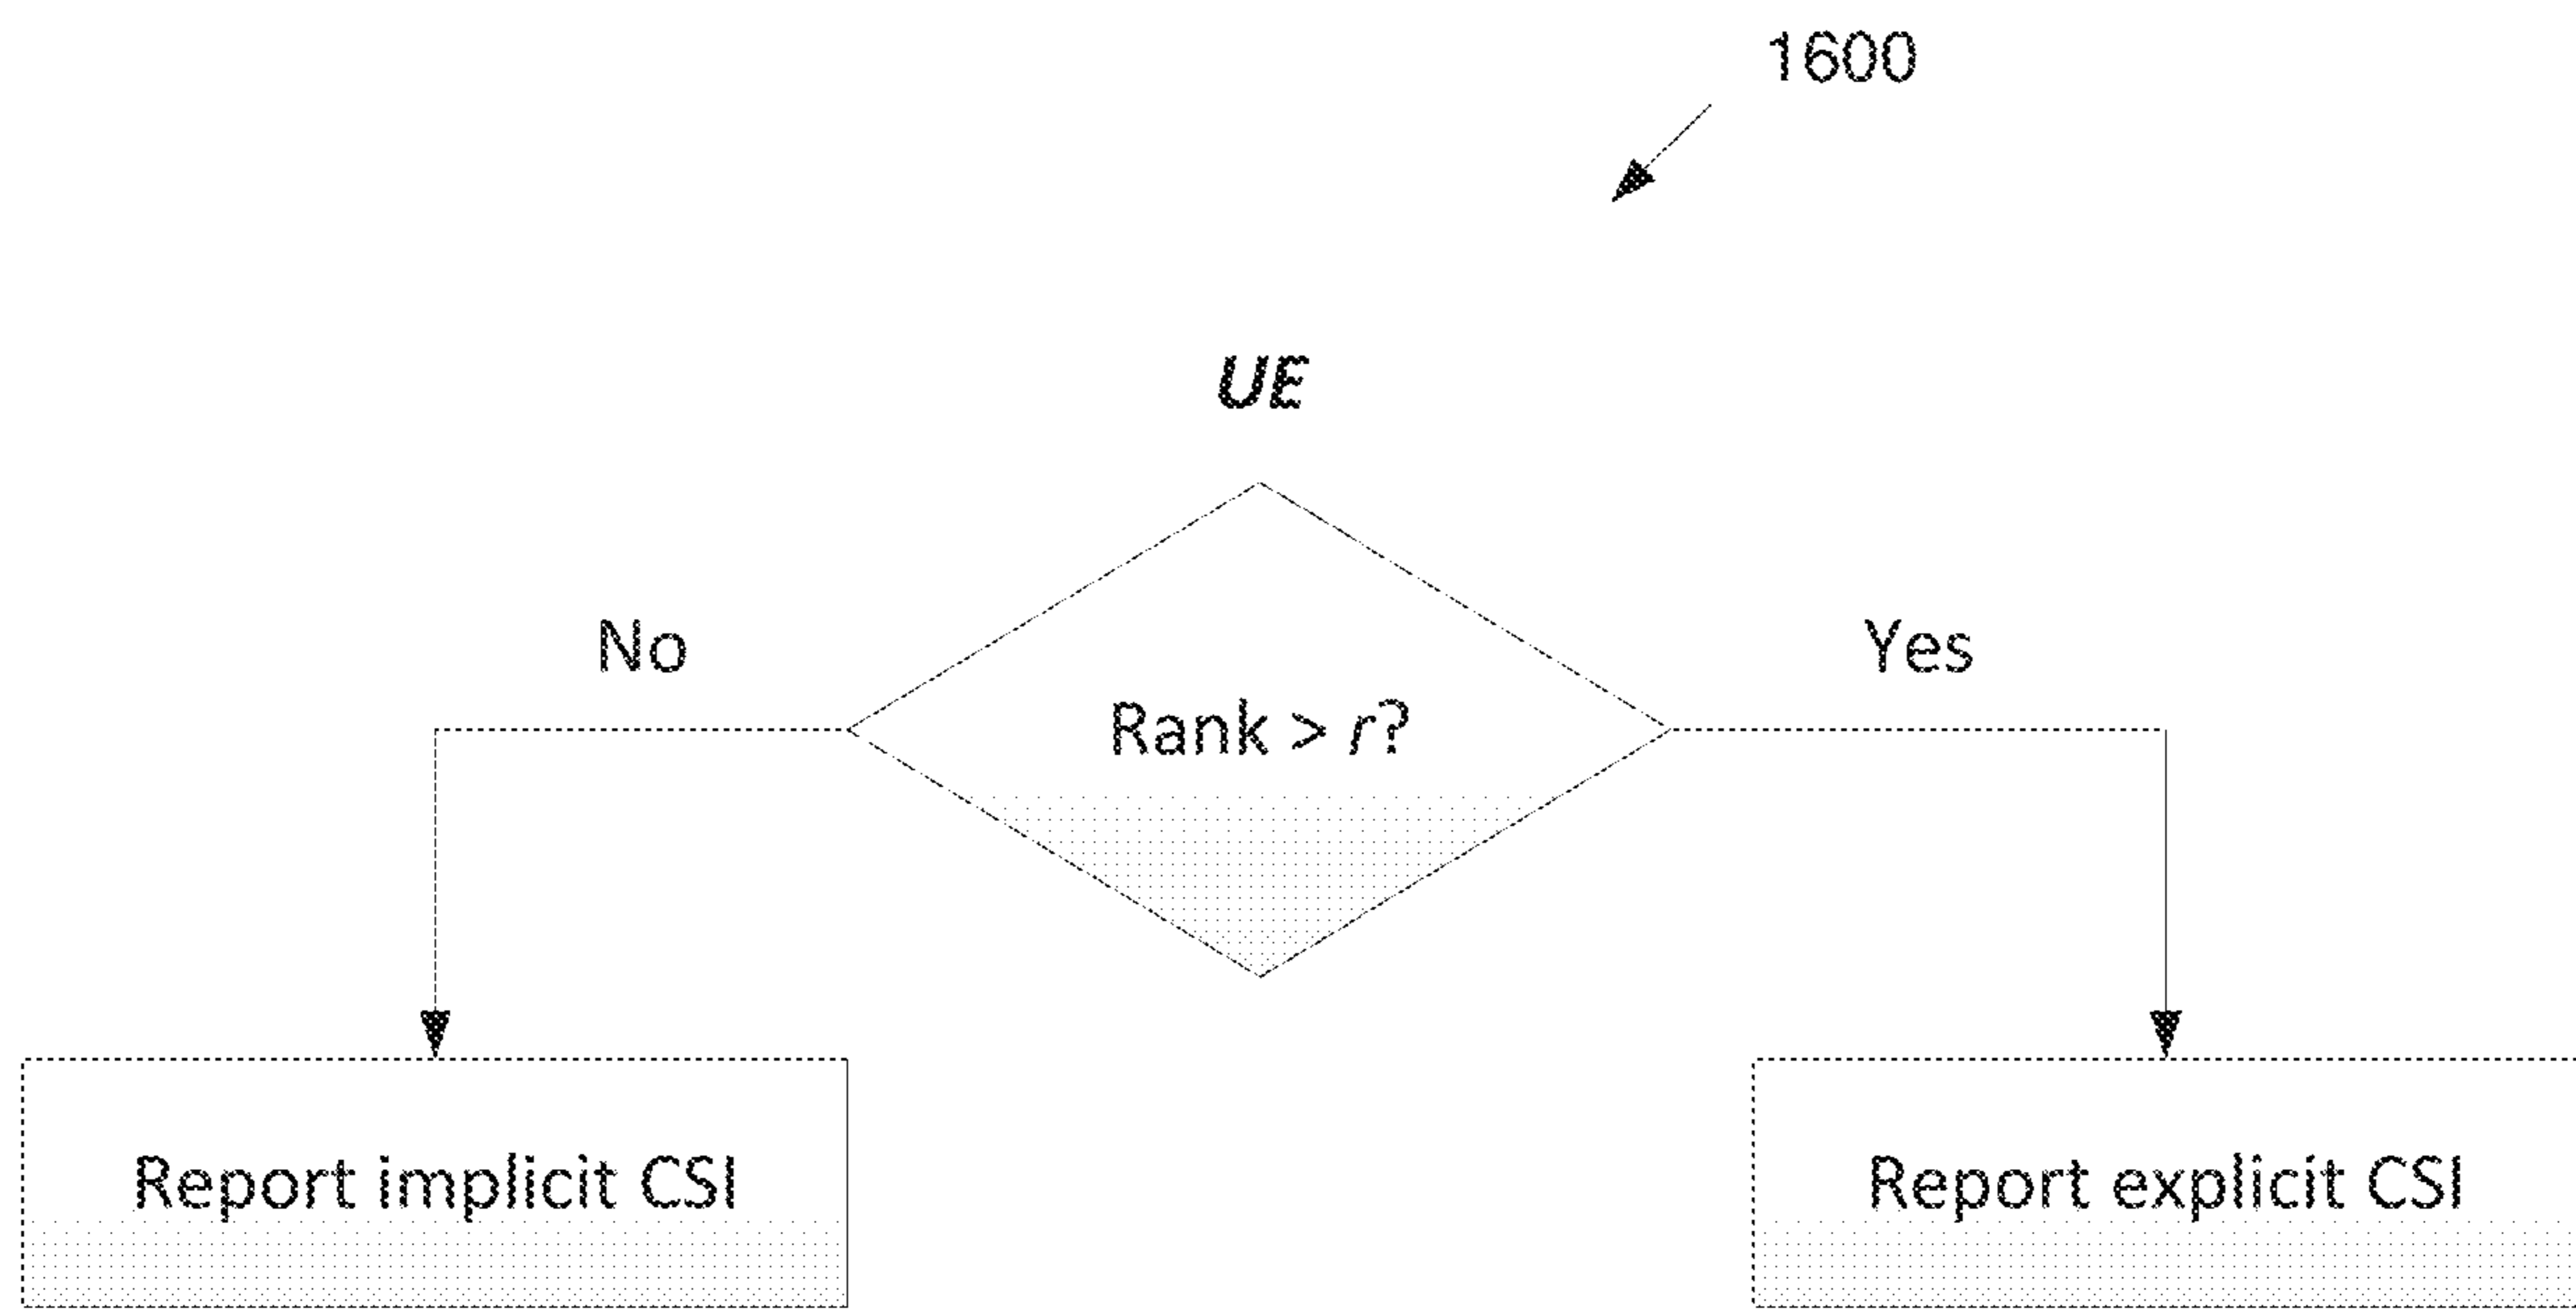 1600
UE
No
Yes
Rank > r?
Report implicit CSI
Report explicit CSI